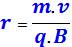 r = m.v / q.B